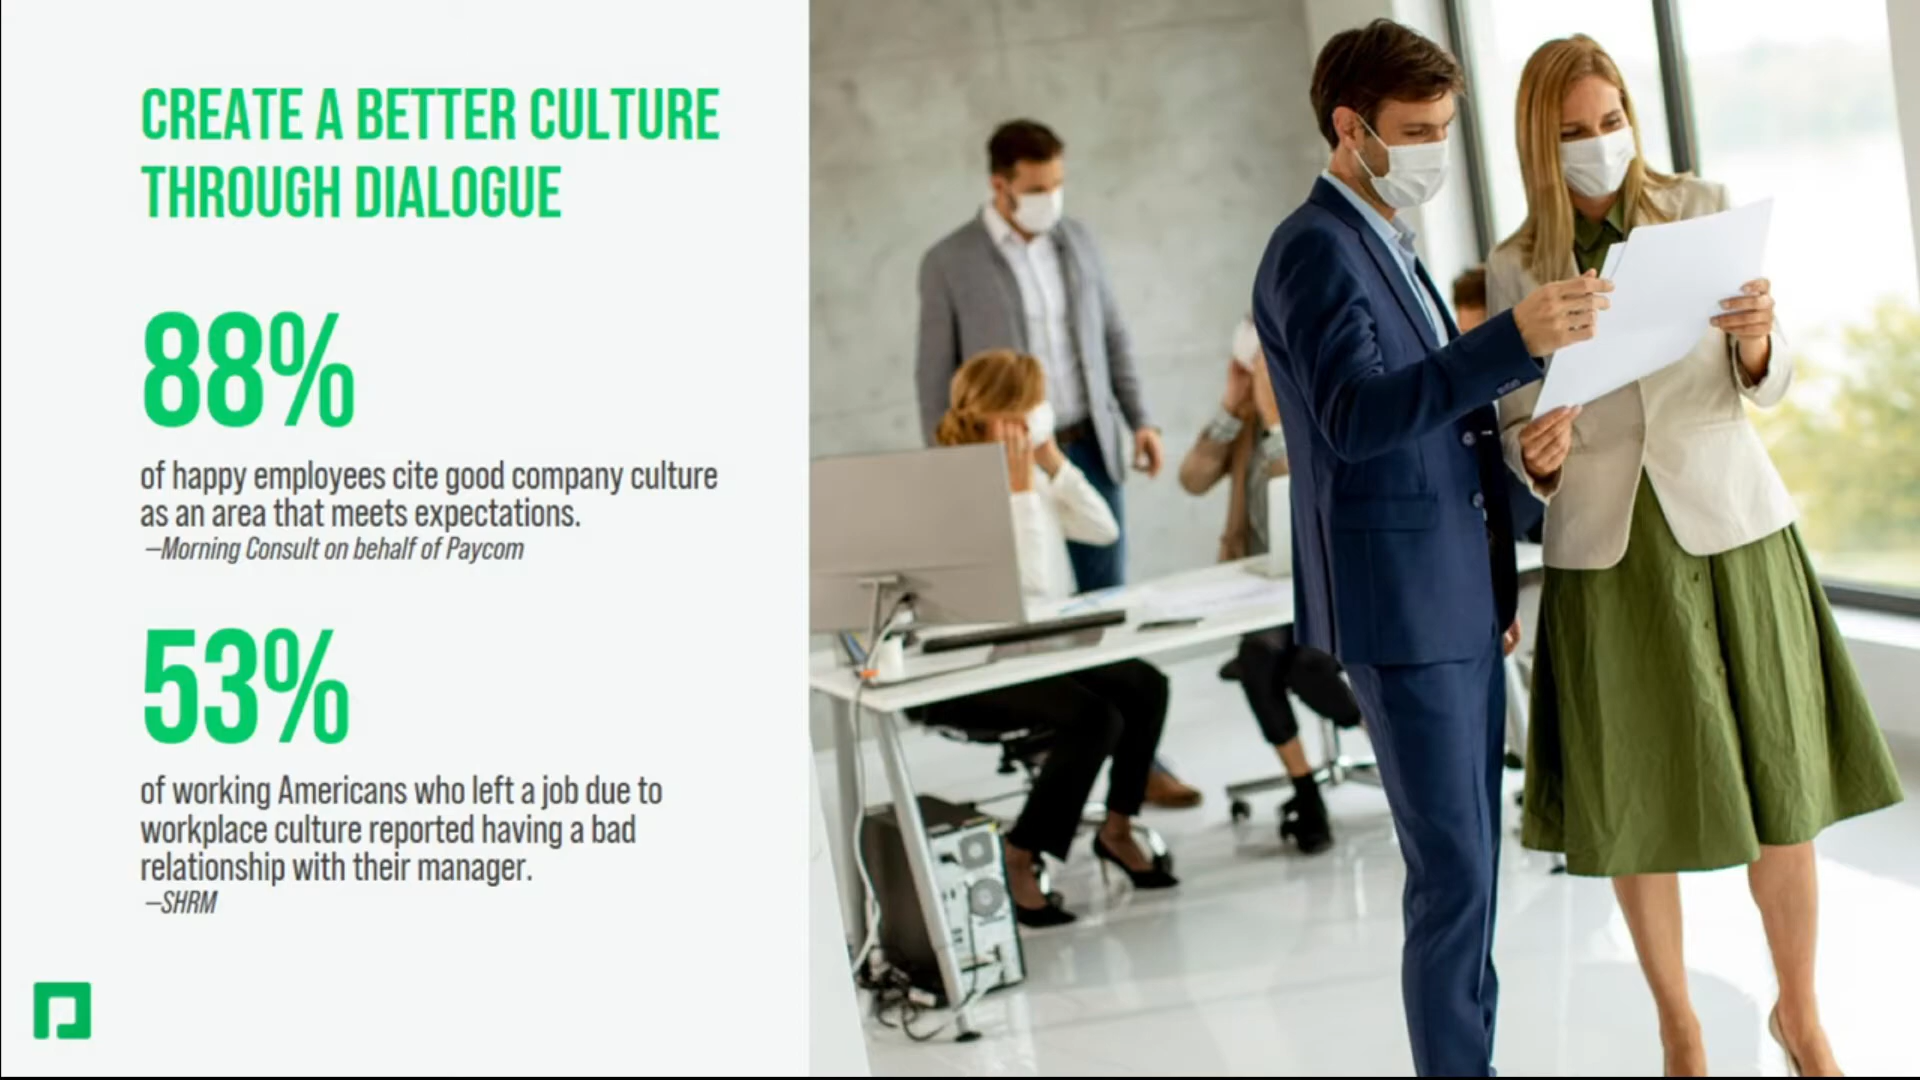 CREATE A BETTER CULTURE
THROUGH DIALOGUE
88%
of happy employees cite good company culture
as an area that meets expectations.
–Morning Consult on behalf of Paycom
53%
of working Americans who left a job due to
workplace culture reported having a bad
relationship with their manager.
–SHRM